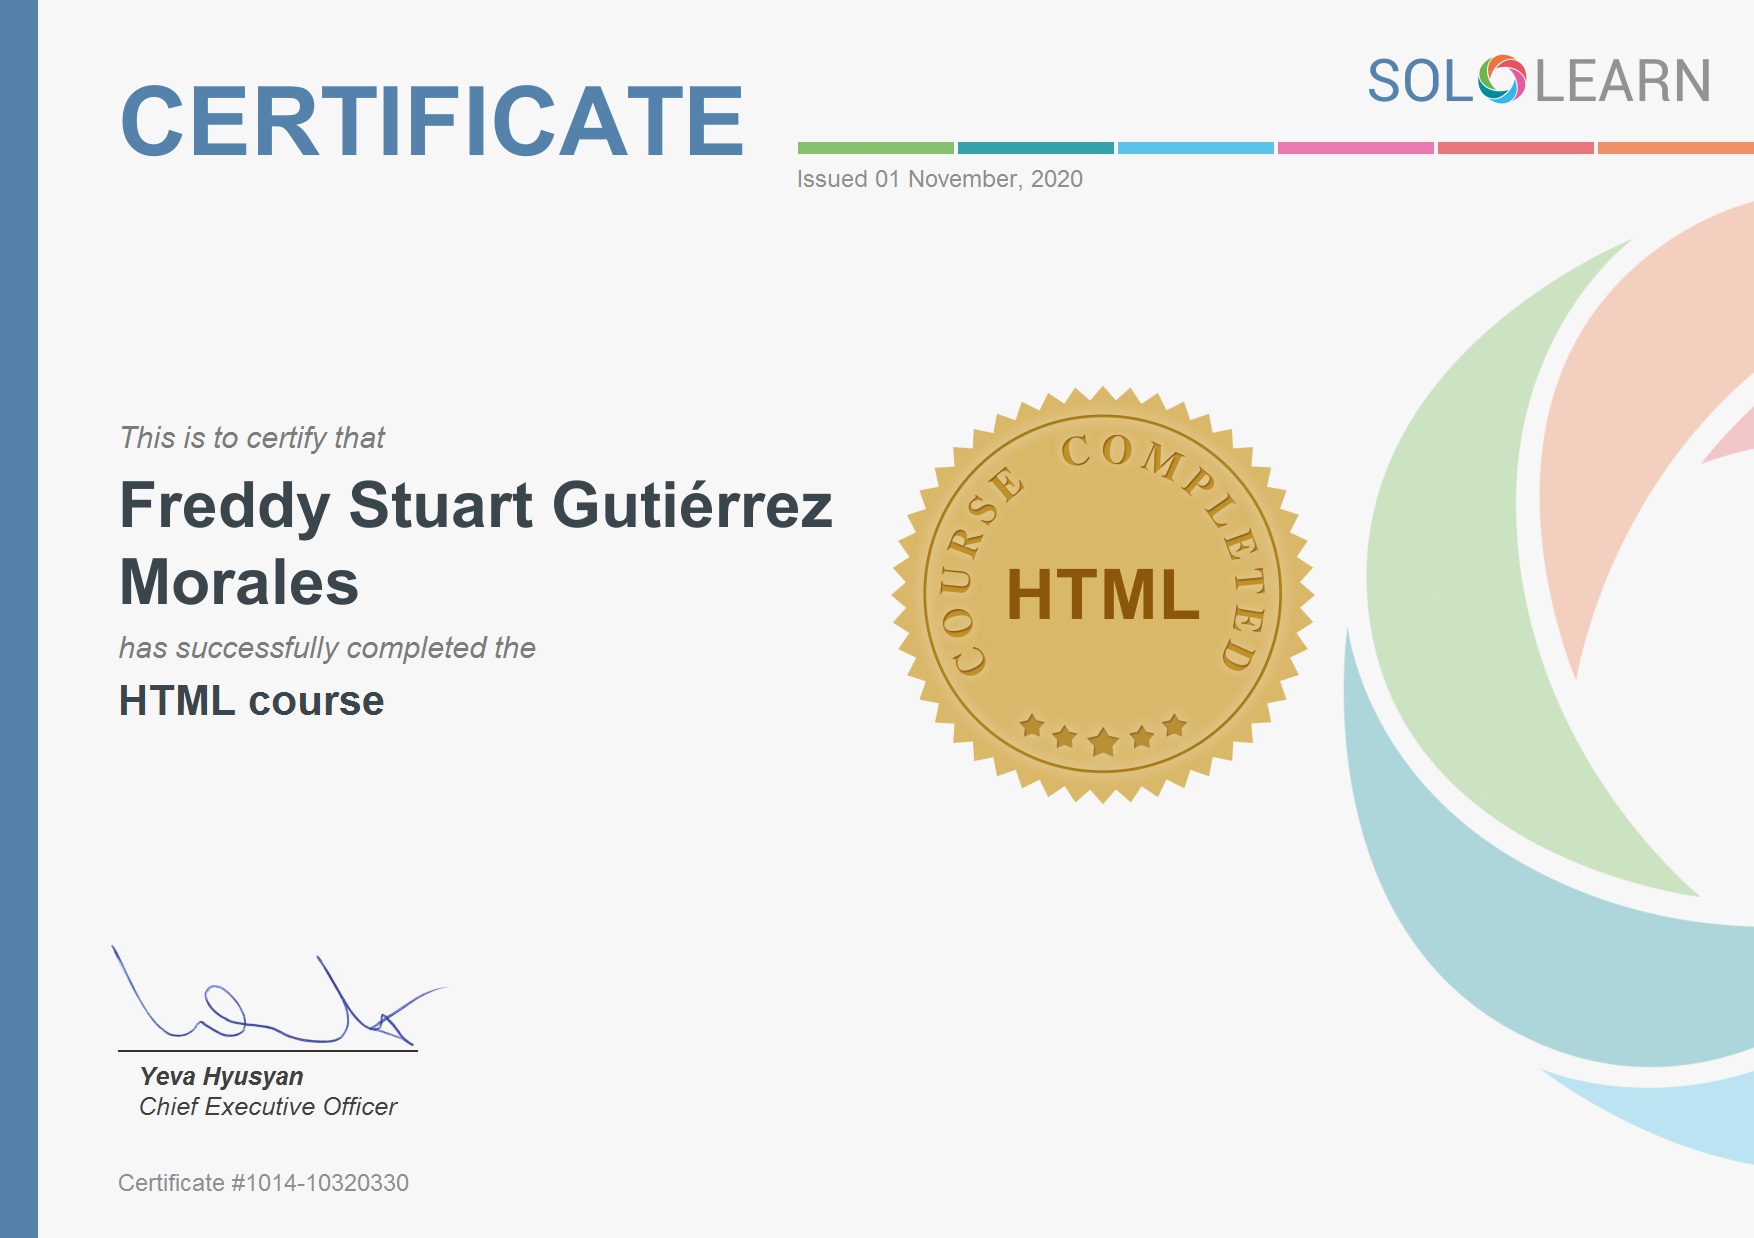 CERTIFICATE
SOLOLEARN
Issued 01 November, 2020
This is to certify that
Freddy Stuart Gutiérrez
Morales
has successfully completed the
HTML course
COURSE COMPLETED
HTML
Yeva Hyusyan
Chief Executive Officer
Certificate #1014-10320330